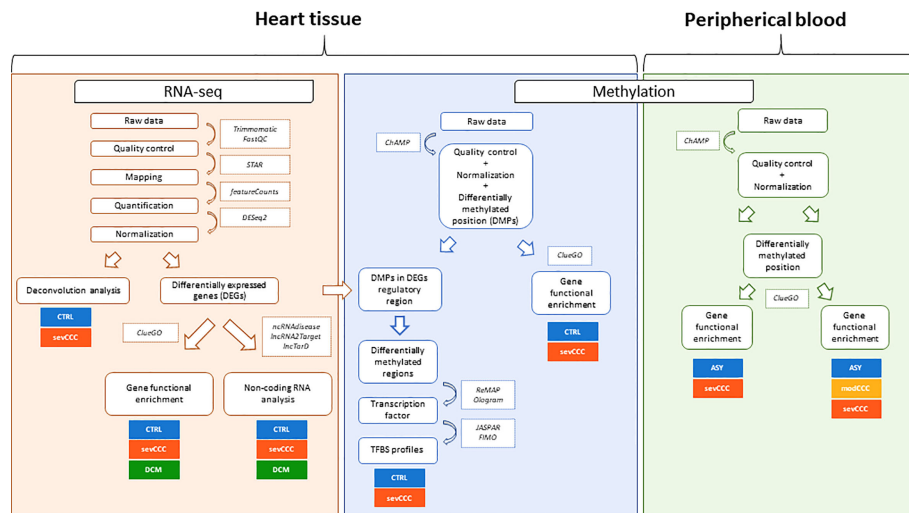 Heart tissue
Peripherical blood
RNA-seq
Methylation
Raw data
Quality control
Mapping
Quantification
Normalization
Trimmomatic
FastQC
STAR
featureCounts
DESeq2
Deconvolution analysis
CTRL
sevCCC
Differentially expressed
genes (DEGs)
ClueGO
ncRNAdisease
lncRNA2Target
lncTarD
Gene functional
enrichment
CTRL
sevCCC
DCM
Non-coding RNA
analysis
CTRL
sevCCC
DCM
Raw data
ChAMP
Quality control
+
Normalization
+
Differentially
methylated
position (DMPs)
DMPs in DEGs
regulatory
region
ClueGO
Gene
functional
enrichment
CTRL
sevCCC
Differentially
methylated
regions
ReMAP
Ologram
Transcription
factor
JASPAR
FIMO
TFBS profiles
CTRL
sevCCC
Raw data
ChAMP
Quality control
+
Normalization
Differentially
methylated
position
ClueGO
Gene
functional
enrichment
ASY
sevCCC
Gene
functional
enrichment
ASY
modCCC
sevCCC